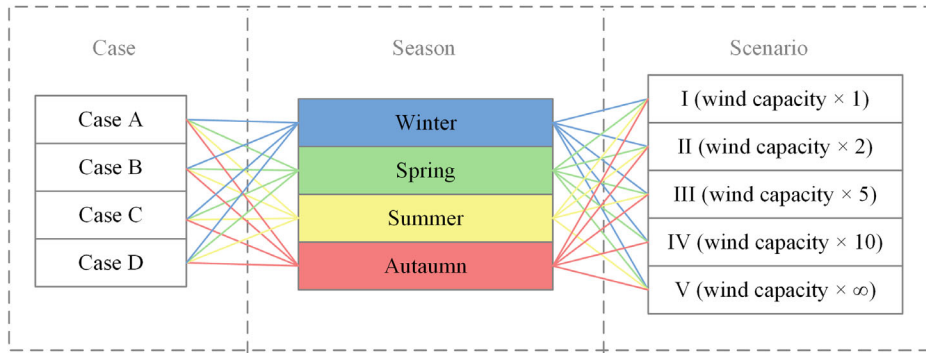 Case
Season
Scenario
Case A
Case B
Case C
Case D
Winter
Spring
Summer
Autaumn
I (wind capacity × 1)
II (wind capacity × 2)
III (wind capacity × 5)
IV (wind capacity × 10)
V (wind capacity × ∞)